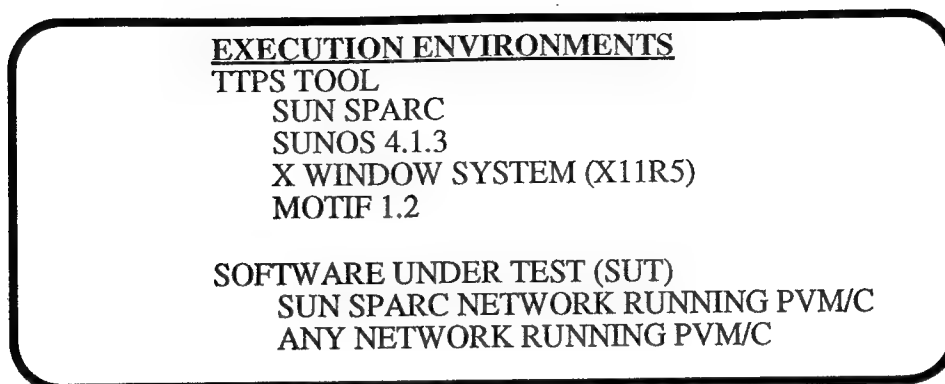 EXECUTION ENVIRONMENTS
TTPS TOOL
SUN SPARC
SUNOS 4.1.3
X WINDOW SYSTEM (X11R5)
MOTIF 1.2
SOFTWARE UNDER TEST (SUT)
SUN SPARC NETWORK RUNNING PVM/C
ANY NETWORK RUNNING PVM/C